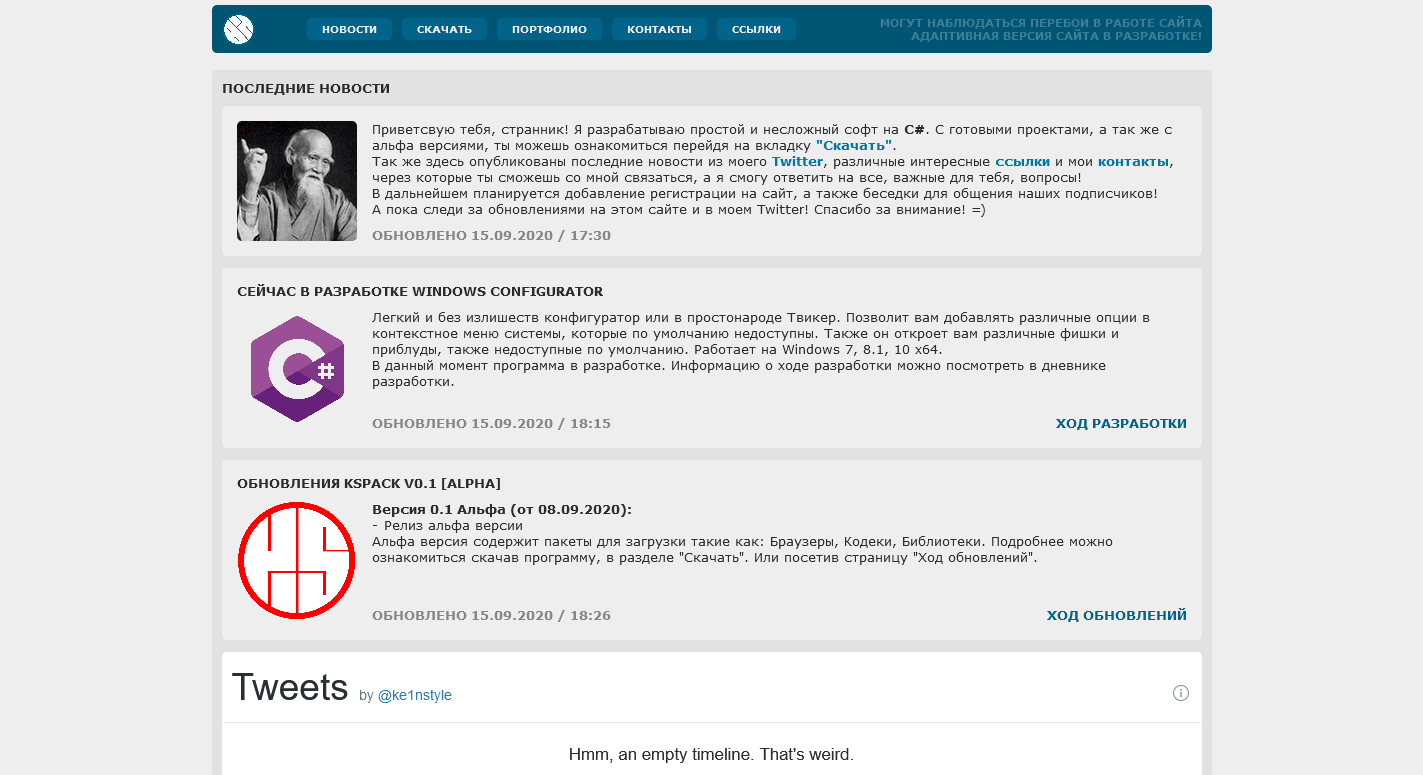 НОВОСТИ СКАЧАТЬ ПОРТФОЛИО КОНТАКТЫ ССЫЛКИ
МОГУТ НАБЛЮДАТЬСЯ ПЕРЕБОИ В РАБОТЕ САЙТА
АДАПТИВНАЯ ВЕРСИЯ САЙТА В РАЗРАБОТКЕ!
ПОСЛЕДНИЕ НОВОСТИ
Приветсвую тебя, странник! Я разрабатываю простой и несложный софт на C#. С готовыми проектами, а так же с
альфа версиями, ты можешь ознакомиться перейдя на вкладку "Скачать".
Так же здесь опубликованы последние новости из моего Twitter, различные интересные ссылки и мои контакты,
через которые ты сможешь со мной связаться, а я смогу ответить на все, важные для тебя, вопросы!
В дальнейшем планируется добавление регистрации на сайт, а также беседки для общения наших подписчиков!
А пока следи за обновлениями на этом сайте и в моем Twitter! Спасибо за внимание! =)
ОБНОВЛЕНО 15.09.2020 / 17:30
СЕЙЧАС В РАЗРАБОТКЕ WINDOWS CONFIGURATOR
Легкий и без излишеств конфигуратор или в простонароде Твикер. Позволит вам добавлять различные опции в
контекстное меню системы, которые по умолчанию недоступны. Также он откроет вам различные фишки и
приблуды, также недоступные по умолчанию. Работает на Windows 7, 8.1, 10 x64.
В данный момент программа в разработке. Информацию о ходе разработки можно посмотреть в дневнике
разработки.
C#
ОБНОВЛЕНО 15.09.2020 / 18:15
ХОД РАЗРАБОТКИ
ОБНОВЛЕНИЯ KSPACK V0.1 [ALPHA]
Версия 0.1 Альфа (от 08.09.2020):
- Релиз альфа версии
Альфа версия содержит пакеты для загрузки такие как: Браузеры, Кодеки, Библиотеки. Подробнее можно
ознакомиться скачав программу, в разделе "Скачать". Или посетив страницу "Ход обновлений".
ОБНОВЛЕНО 15.09.2020 / 18:26
ХОД ОБНОВЛЕНИЙ
Tweets by @ke1nstyle
Hmm, an empty timeline. That's weird.